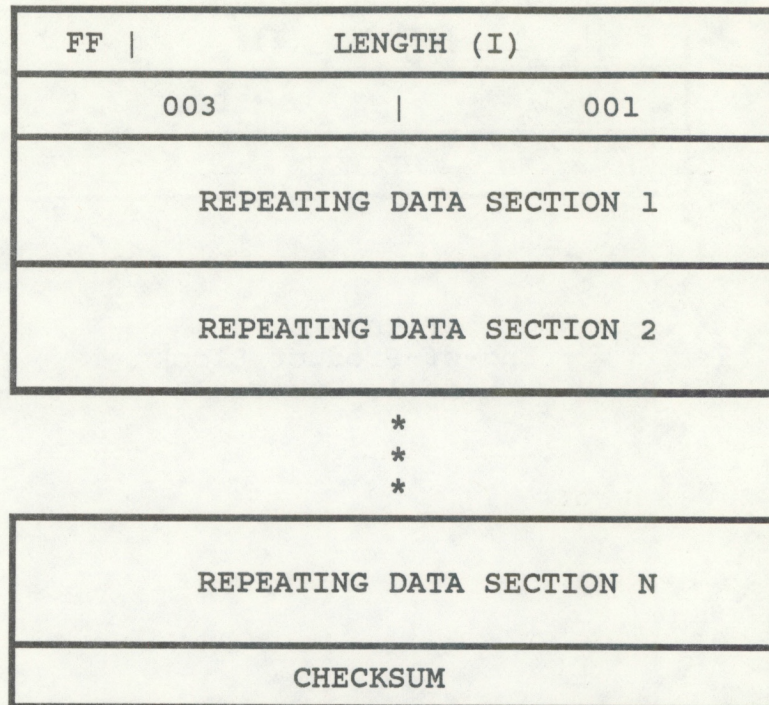 FF | LENGTH (I)
003 | 001
REPEATING DATA SECTION 1
REPEATING DATA SECTION 2
*
*
*
REPEATING DATA SECTION N
CHECKSUM